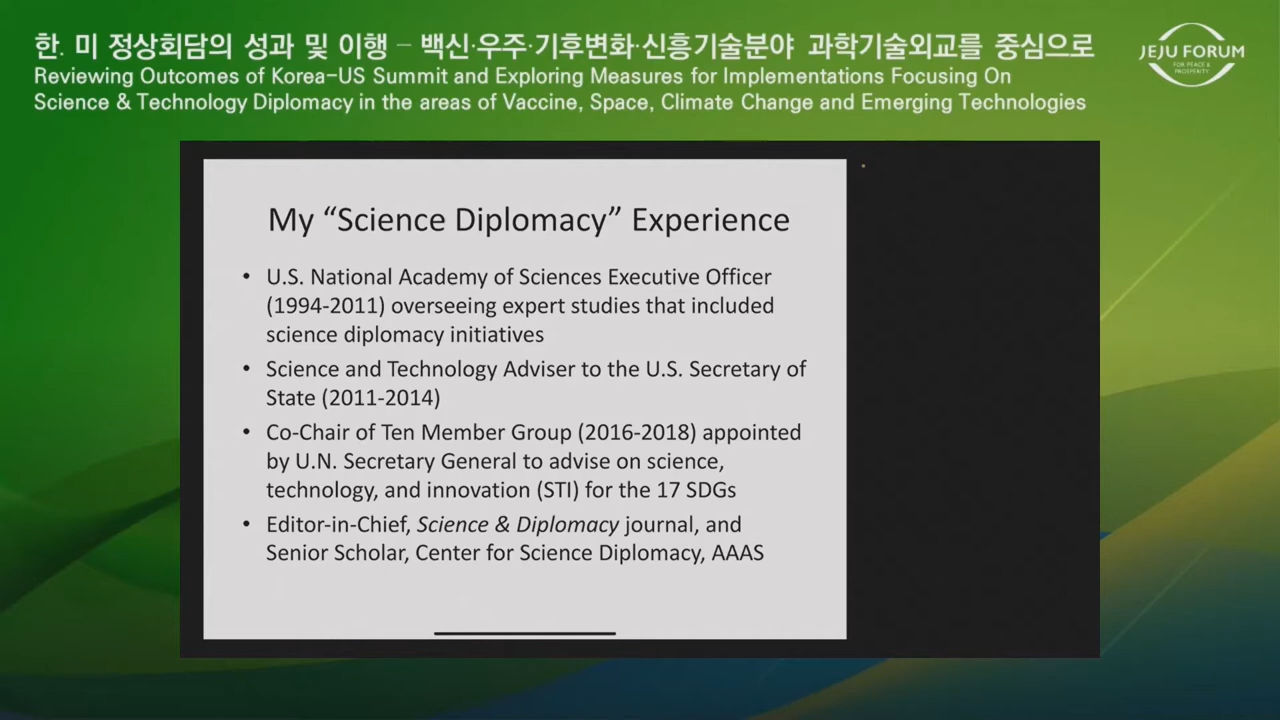 한. 미 정상회담의 성과 및 이행 – 백신·우주·기후변화·신흥기술분야 과학기술외교를 중심으로
Reviewing Outcomes of Korea-US Summit and Exploring Measures for Implementations Focusing On
Science & Technology Diplomacy in the areas of Vaccine, Space, Climate Change and Emerging Technologies
JEJU FORUM
FOR PEACE &
PROSPERITY
My “Science Diplomacy” Experience
• U.S. National Academy of Sciences Executive Officer
(1994-2011) overseeing expert studies that included
science diplomacy initiatives
• Science and Technology Adviser to the U.S. Secretary of
State (2011-2014)
• Co-Chair of Ten Member Group (2016-2018) appointed
by U.N. Secretary General to advise on science,
technology, and innovation (STI) for the 17 SDGs
• Editor-in-Chief, Science & Diplomacy journal, and
Senior Scholar, Center for Science Diplomacy, AAAS